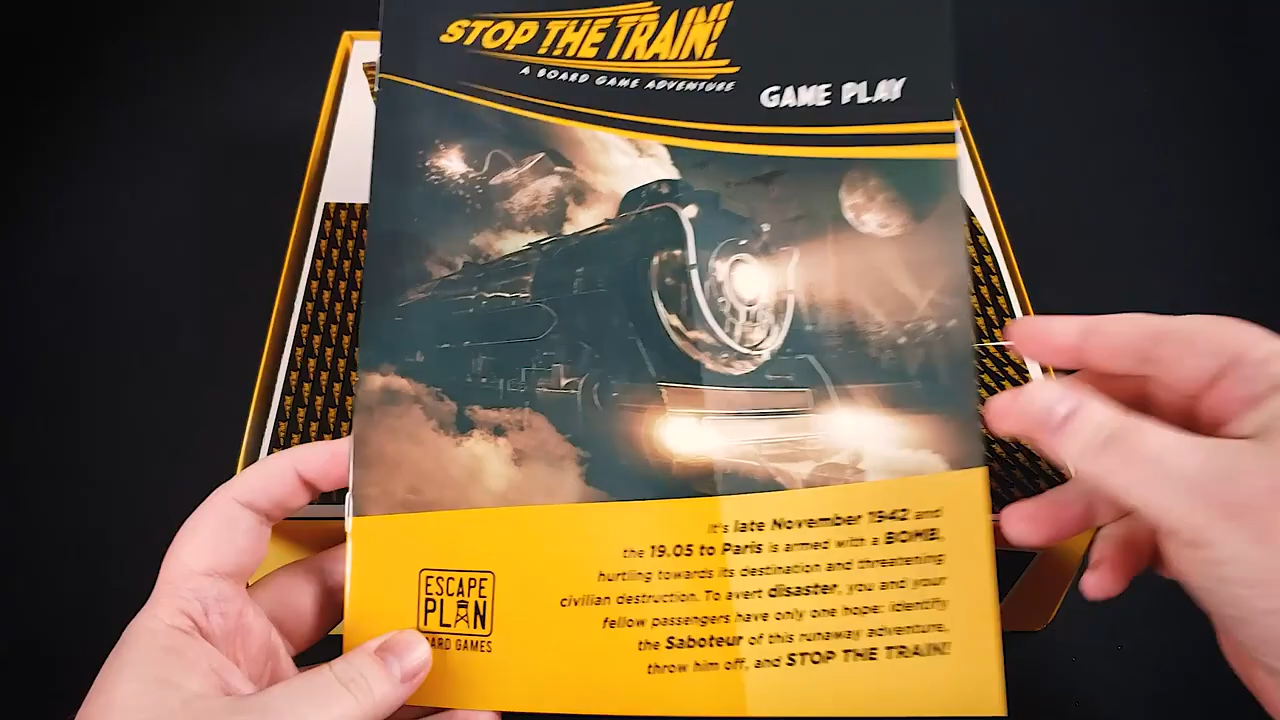 STOP THE TRAIN!
A BOARD GAME ADVENTURE
GAME PLAY
It's late November 1942 and
the 19.05 to Paris is armed with a BOMB,
hurtling towards its destination and threatening
civilian destruction. To avert disaster, you and your
fellow passengers have only one hope: identify
the Saboteur of this runaway adventure,
throw him off, and STOP THE TRAIN!
ESCAPE
PLAN
ARD GAMES